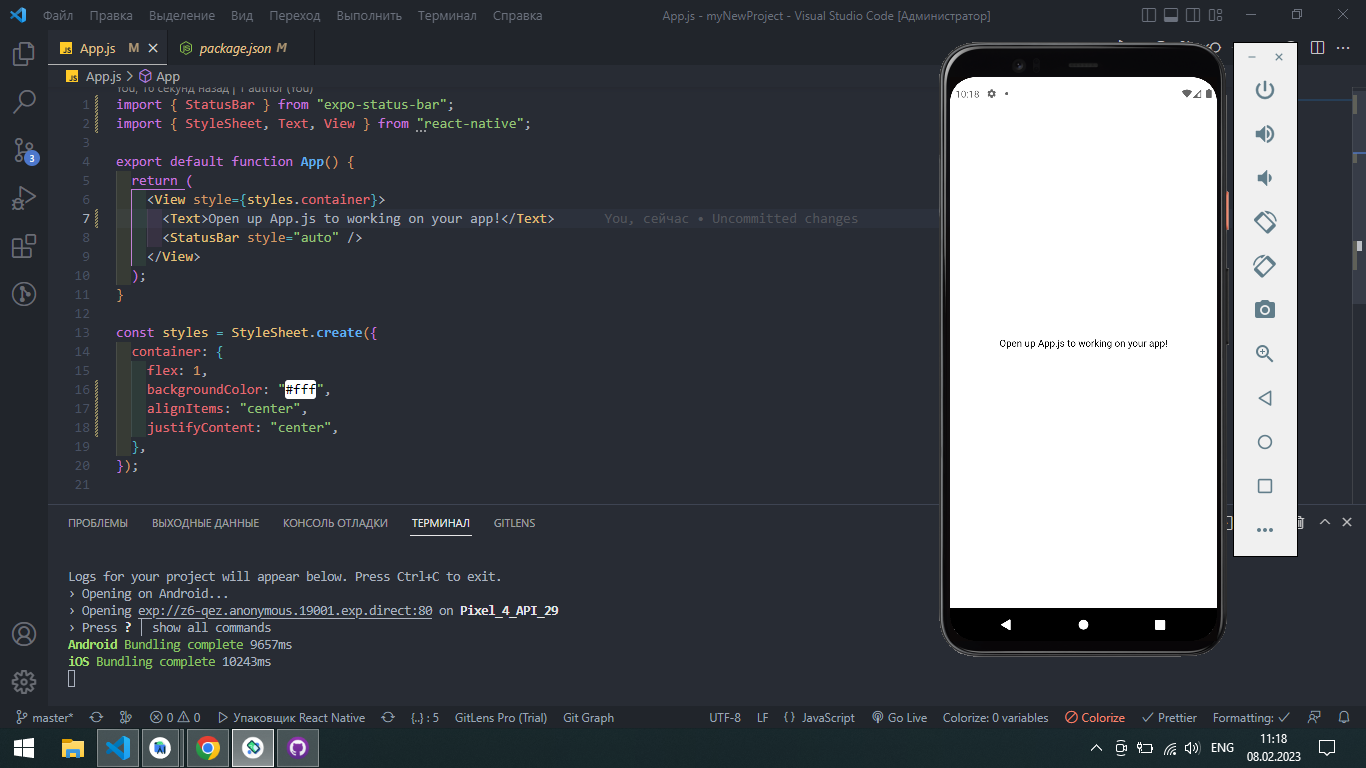 Файл Правка Выделение Вид Переход Выполнить Терминал Справка
App.js - myNewProject - Visual Studio Code [Администратор]
JS App.js M
package.json M
JS App.js > App
You, 10 секунд назад | 1 author (You)
1 import { StatusBar } from "expo-status-bar";
2 import { StyleSheet, Text, View } from "react-native";
3
4 export default function App() {
5 return (
6 <View style={styles.container}>
7 <Text>Open up App.js to working on your app!</Text> You, сейчас • Uncommitted changes
8 <StatusBar style="auto" />
9 </View>
10 );
11 }
12
13 const styles = StyleSheet.create({
14 container: {
15 flex: 1,
16 backgroundColor: "#fff",
17 alignItems: "center",
18 justifyContent: "center",
19 },
20 });
21
3
ПРОБЛЕМЫ ВЫХОДНЫЕ ДАННЫЕ КОНСОЛЬ ОТЛАДКИ ТЕРМИНАЛ GITLENS
Logs for your project will appear below. Press Ctrl+C to exit.
› Opening on Android...
› Opening exp://z6-qez.anonymous.19001.exp.direct:80 on Pixel_4_API_29
› Press ? │ show all commands
Android Bundling complete 9657ms
iOS Bundling complete 10243ms
10:18
Open up App.js to working on your app!
master* 0 0 Упаковщик React Native {..} : 5 GitLens Pro (Trial) Git Graph UTF-8 LF {} JavaScript Go Live Colorize: 0 variables Colorize Prettier Formatting:
ENG
11:18
08.02.2023